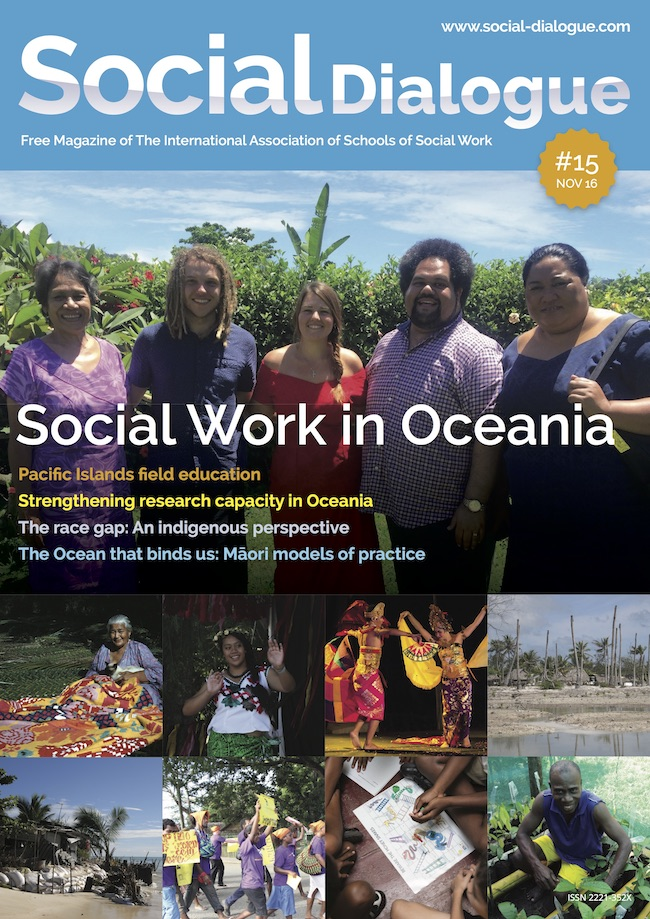 www.social-dialogue.com
Social Dialogue
Free Magazine of The International Association of Schools of Social Work
#15
NOV 16
Social Work in Oceania
Pacific Islands field education
Strengthening research capacity in Oceania
The race gap: An indigenous perspective
The Ocean that binds us: Māori models of practice
ISSN 2221-352X